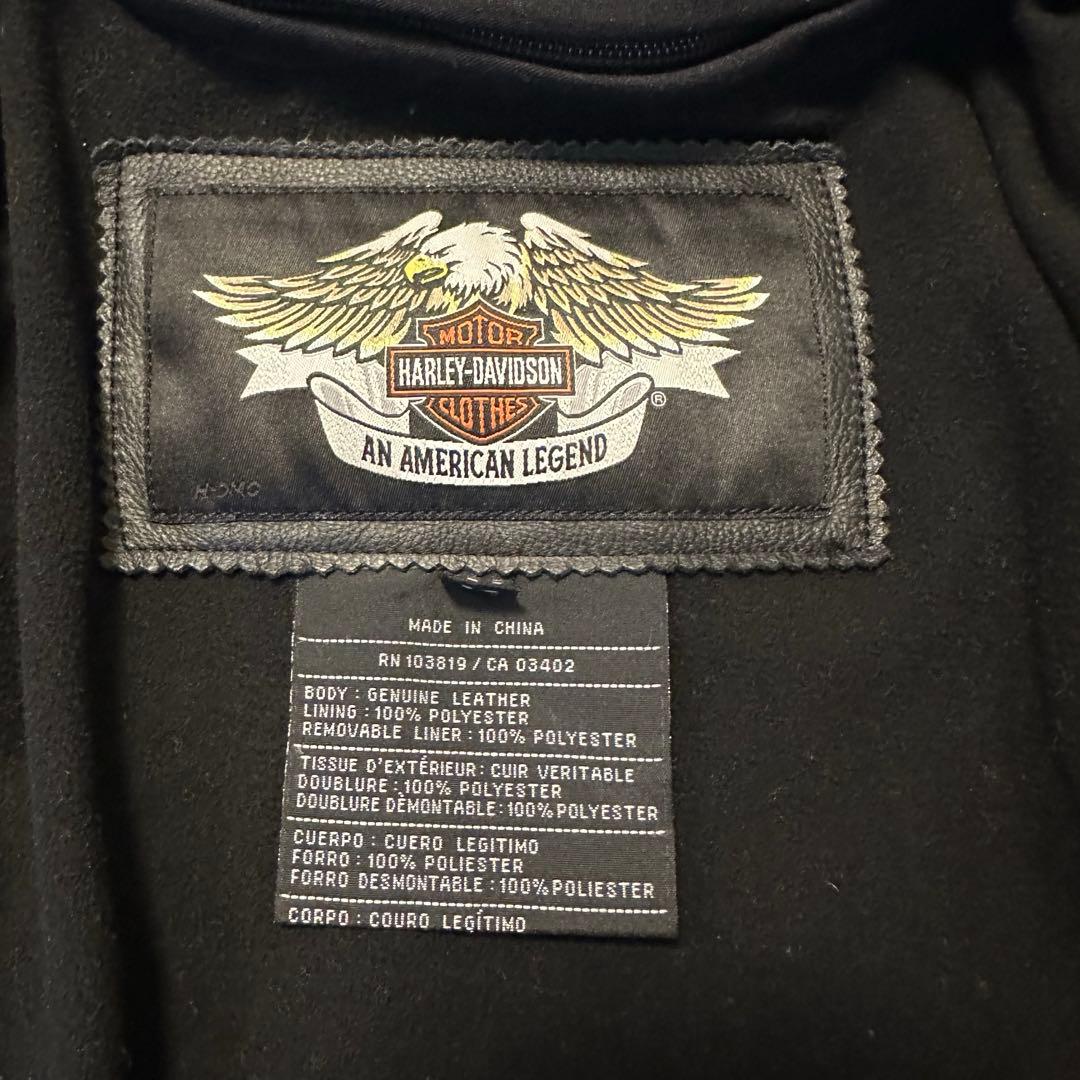 MOTOR
HARLEY-DAVIDSON
CLOTHES
®
AN AMERICAN LEGEND
H-DMC
MADE IN CHINA
RN 103819 / CA 03402
BODY : GENUINE LEATHER
LINING : 100% POLYESTER
REMOVABLE LINER : 100% POLYESTER
TISSUE D'EXTÉRIEUR : CUIR VERITABLE
DOUBLURE : 100% POLYESTER
DOUBLURE DÈMONTABLE : 100% POLYESTER
CUERPO : CUERO LEGITIMO
FORRO : 100% POLIESTER
FORRO DESMONTABLE : 100% POLIESTER
CORPO : COURO LEGÍTIMO